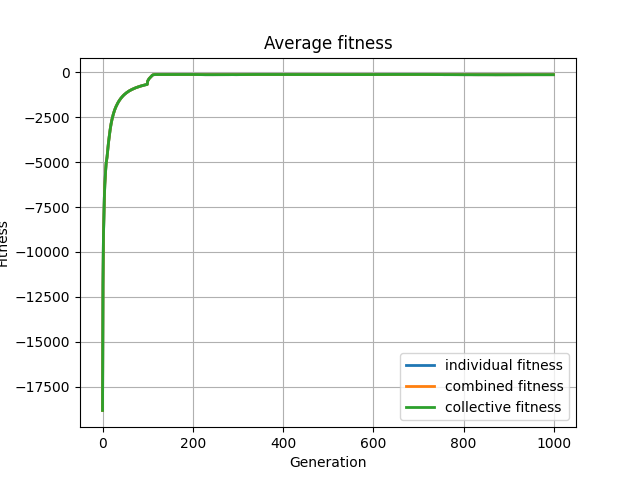 Average fitness
0
−2500
−5000
−7500
−10000
−12500
−15000
−17500
Fitness
0 200 400 600 800 1000
Generation
individual fitness
combined fitness
collective fitness